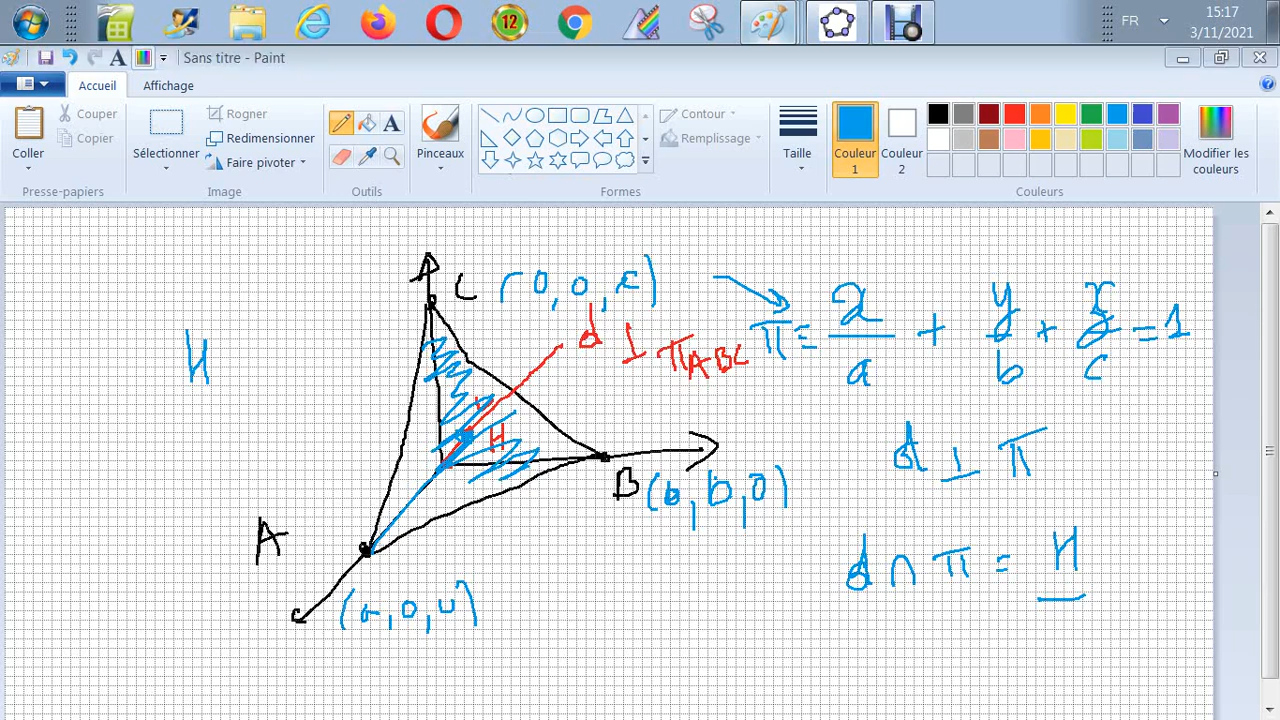 12
FR
15:17
3/11/2021
Sans titre - Paint
Accueil
Affichage
Coller
Couper
Copier
Presse-papiers
Sélectionner
Rogner
Redimensionner
Faire pivoter
Image
A
Outils
Pinceaux
Contour
Remplissage
Formes
Taille
Couleur 1
Couleur 2
Modifier les couleurs
Couleurs
C (0, 0, c)
π = x/a + y/b + z/c = 1
d ⊥ π ABC
H
H
B (0, b, 0)
d ⊥ π
A
(a, 0, 0)
d ∩ π = H